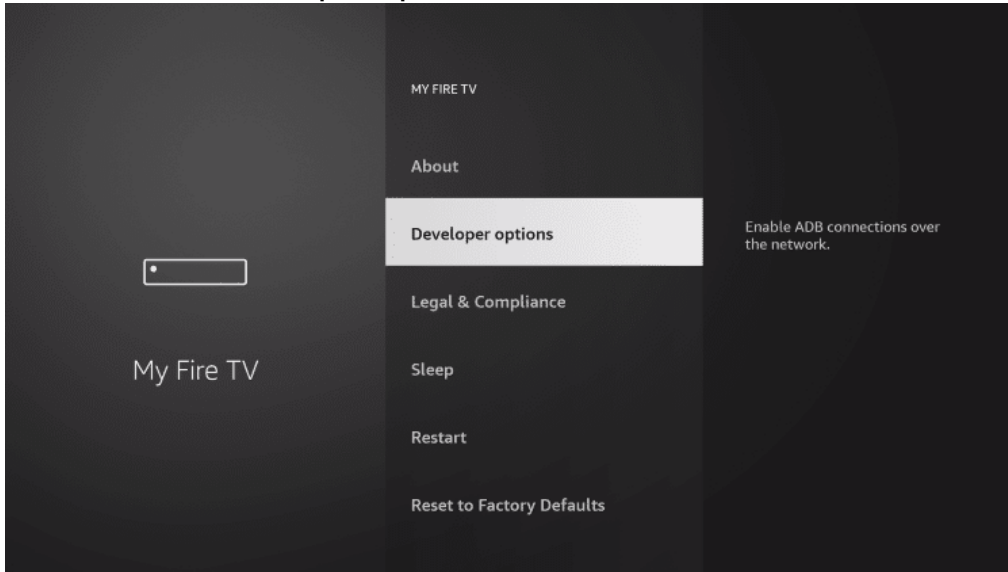 MY FIRE TV
About
Developer options
Enable ADB connections over
the network.
Legal & Compliance
My Fire TV
Sleep
Restart
Reset to Factory Defaults